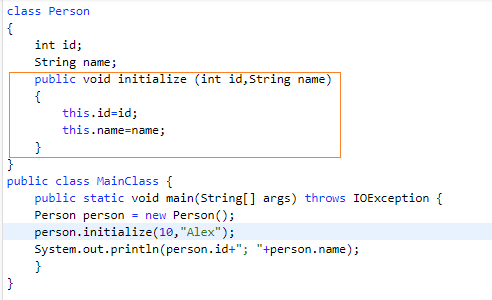 class Person
{
    int id;
    String name;
    public void initialize (int id,String name)
    {
        this.id=id;
        this.name=name;
    }
}
public class MainClass {
    public static void main(String[] args) throws IOException {
    Person person = new Person();
    person.initialize(10,"Alex");
    System.out.println(person.id+"; "+person.name);
    }
}